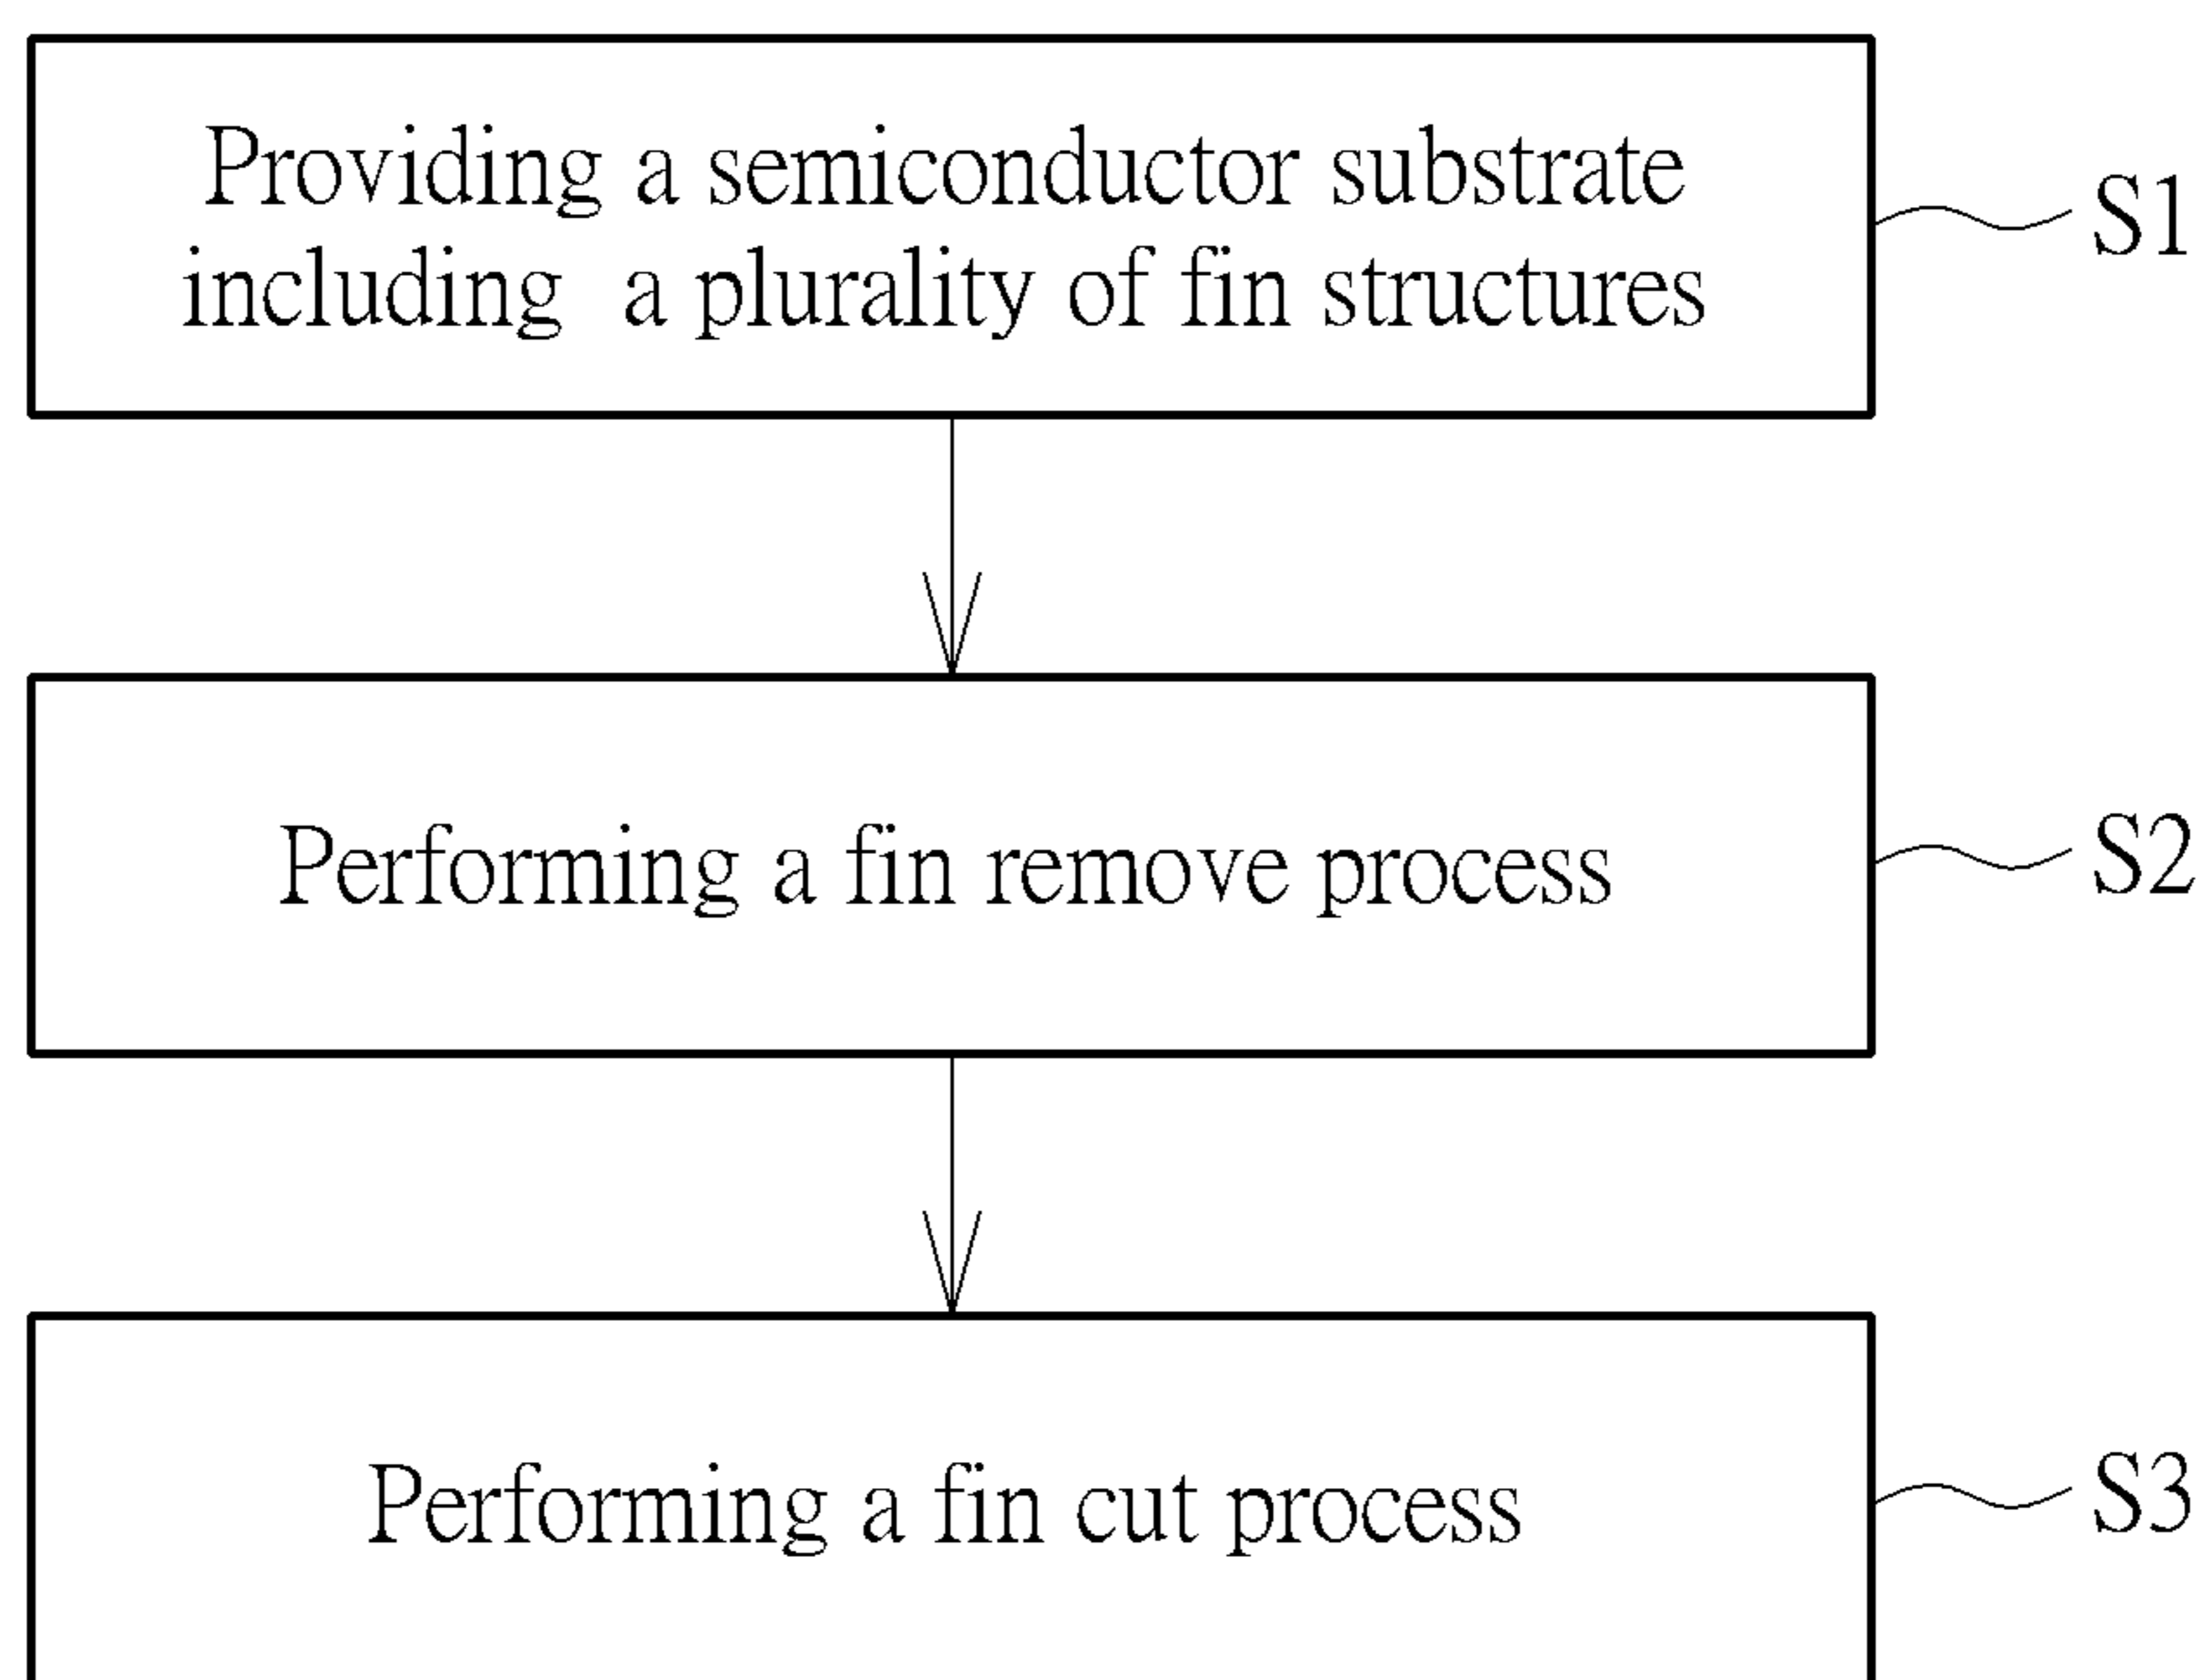 Providing a semiconductor substrate
including a plurality of fin structures
S1
Performing a fin remove process
S2
Performing a fin cut process
S3